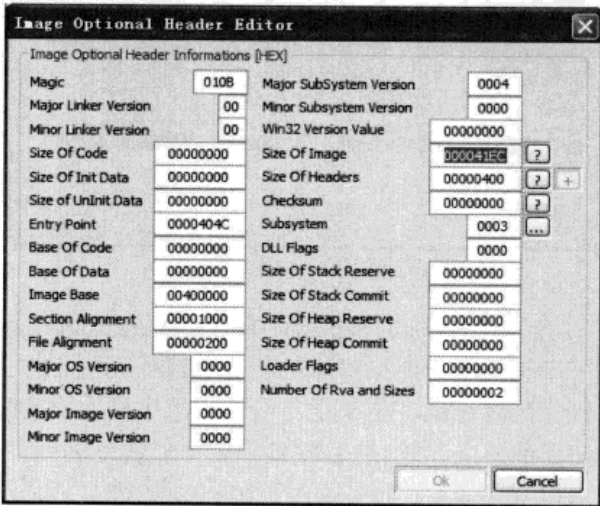 Image Optional Header Editor
Image Optional Header Informations [HEX]
Magic 010B
Major Linker Version 00
Minor Linker Version 00
Size Of Code 00000000
Size Of Init Data 00000000
Size of UnInit Data 00000000
Entry Point 0000404C
Base Of Code 00000000
Base Of Data 00000000
Image Base 00400000
Section Alignment 00001000
File Alignment 00000200
Major OS Version 0000
Minor OS Version 0000
Major Image Version 0000
Minor Image Version 0000
Major SubSystem Version 0004
Minor Subsystem Version 0000
Win32 Version Value 00000000
Size Of Image 000041EC ?
Size Of Headers 00000400 ? +
Checksum 00000000 ?
Subsystem 0003 ...
DLL Flags 0000
Size Of Stack Reserve 00000000
Size Of Stack Commit 00000000
Size Of Heap Reserve 00000000
Size Of Heap Commit 00000000
Loader Flags 00000000
Number Of Rva and Sizes 00000002
Ok Cancel